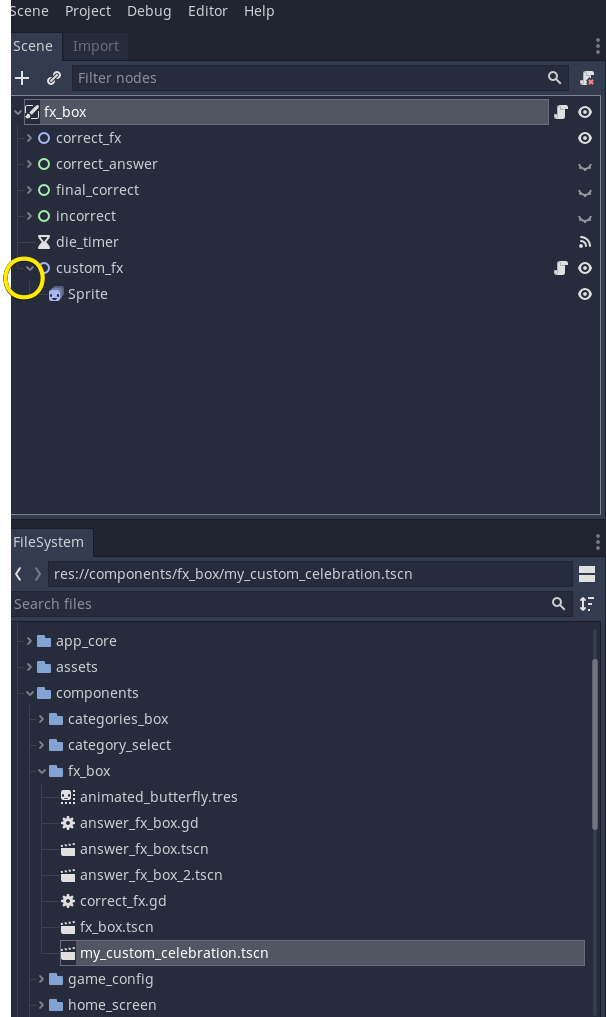 Scene Project Debug Editor Help
Scene Import
Filter nodes
fx_box
correct_fx
correct_answer
final_correct
incorrect
die_timer
custom_fx
Sprite
FileSystem
res://components/fx_box/my_custom_celebration.tscn
Search files
app_core
assets
components
categories_box
category_select
fx_box
animated_butterfly.tres
answer_fx_box.gd
answer_fx_box.tscn
answer_fx_box_2.tscn
correct_fx.gd
fx_box.tscn
my_custom_celebration.tscn
game_config
home_screen